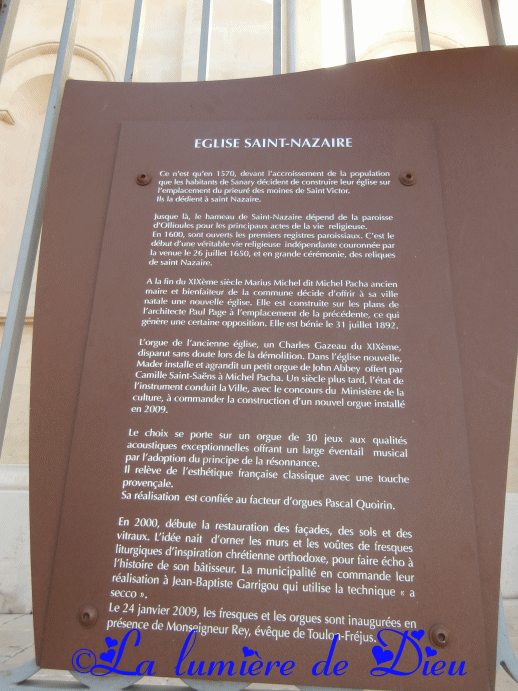 EGLISE SAINT-NAZAIRE
Ce n'est qu'en 1570, devant l'accroissement de la population
que les habitants de Sanary décident de construire leur église sur
l'emplacement du prieuré des moines de Saint Victor.
Ils la dédient à saint Nazaire.
Jusque là, le hameau de Saint-Nazaire dépend de la paroisse
d'Ollioules pour les principaux actes de la vie religieuse.
En 1600, sont ouverts les premiers registres paroissiaux. C'est le
début d'une véritable vie religieuse indépendante couronnée par
la venue le 26 juillet 1650, et en grande cérémonie, des reliques
de saint Nazaire.
A la fin du XIXème siècle Marius Michel dit Michel Pacha ancien
maire et bienfaiteur de la commune décide d'offrir à sa ville
natale une nouvelle église. Elle est construite sur les plans de
l'architecte Paul Page à l'emplacement de la précédente, ce qui
génère une certaine opposition. Elle est bénie le 31 juillet 1892.
L'orgue de l'ancienne église, un Charles Gazeau du XIXème,
disparut sans doute lors de la démolition. Dans l'église nouvelle,
Mader installe et agrandit un petit orgue de John Abbey offert par
Camille Saint-Saëns à Michel Pacha. Un siècle plus tard, l'état de
l'instrument conduit la Ville, avec le concours du Ministère de la
culture, à commander la construction d'un nouvel orgue installé
en 2009.
Le choix se porte sur un orgue de 30 jeux aux qualités
acoustiques exceptionnelles offrant un large éventail musical
par l'adoption du principe de la résonnance.
Il relève de l'esthétique française classique avec une touche
provençale.
Sa réalisation est confiée au facteur d'orgues Pascal Quoirin.
En 2000, débute la restauration des façades, des sols et des
vitraux. L'idée nait d'orner les murs et les voûtes de fresques
liturgiques d'inspiration chrétienne orthodoxe, pour faire écho à
l'histoire de son bâtisseur. La municipalité en commande leur
réalisation à Jean-Baptiste Garrigou qui utilise la technique « a
secco ».
Le 24 janvier 2009, les fresques et les orgues sont inaugurées en
présence de Monseigneur Rey, évêque de Toulon-Fréjus.
©La lumière de Dieu